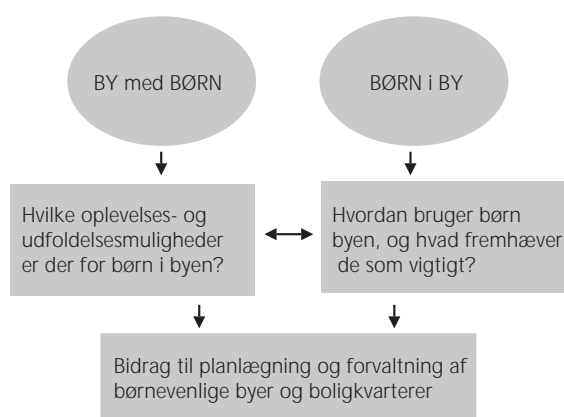 BY med BØRN
BØRN i BY
Hvilke oplevelses- og
udfoldelsesmuligheder
er der for børn i byen?
Hvordan bruger børn
byen, og hvad fremhæver
de som vigtigt?
Bidrag til planlægning og forvaltning af
børnevenlige byer og boligkvarterer